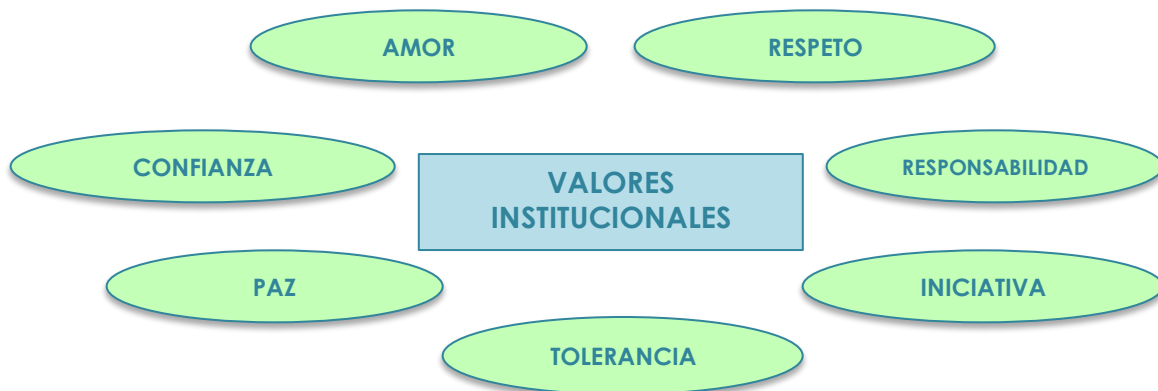 AMOR
RESPETO
CONFIANZA
VALORES
INSTITUCIONALES
RESPONSABILIDAD
PAZ
INICIATIVA
TOLERANCIA